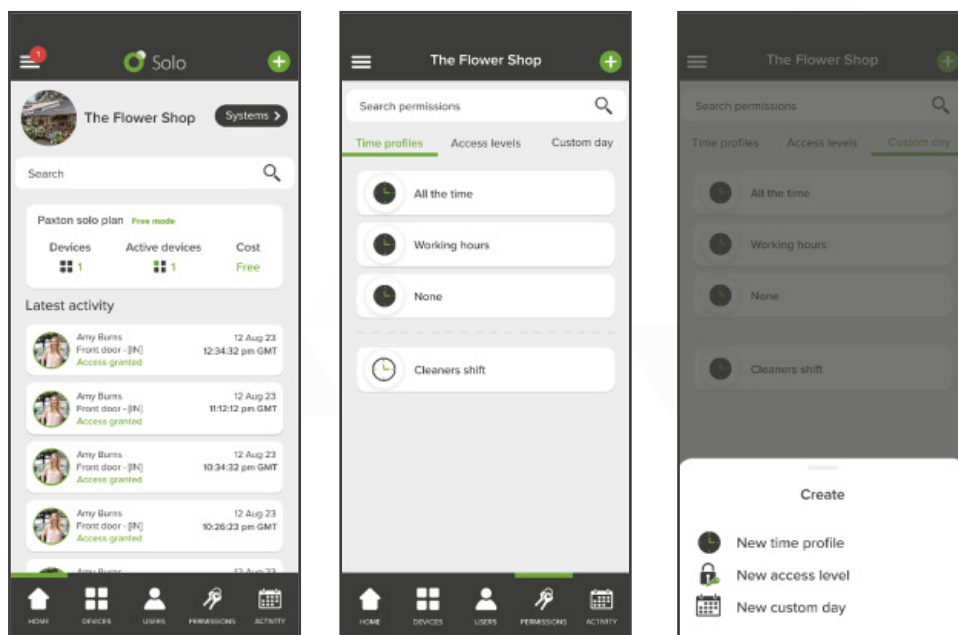 1
Solo
The Flower Shop
Systems
Search
Paxton solo plan Free mode
Devices Active devices Cost
1 1 Free
Latest activity
Amy Burns 12 Aug 23
Front door - [IN] 12:34:32 pm GMT
Access granted
Amy Burns 12 Aug 23
Front door - [IN] 11:12:12 pm GMT
Access granted
Amy Burns 12 Aug 23
Front door - [IN] 10:34:32 pm GMT
Access granted
Amy Burns 12 Aug 23
Front door - [IN] 10:26:23 pm GMT
Access granted
Amy Burns 12 Aug 23
HOME DEVICES USERS PERMISSIONS ACTIVITY
The Flower Shop
Search permissions
Time profiles Access levels Custom day
All the time
Working hours
None
Cleaners shift
HOME DEVICES USERS PERMISSIONS ACTIVITY
The Flower Shop
Search permissions
Time profiles Access levels Custom day
All the time
Working hours
None
Cleaners shift
Create
New time profile
New access level
New custom day